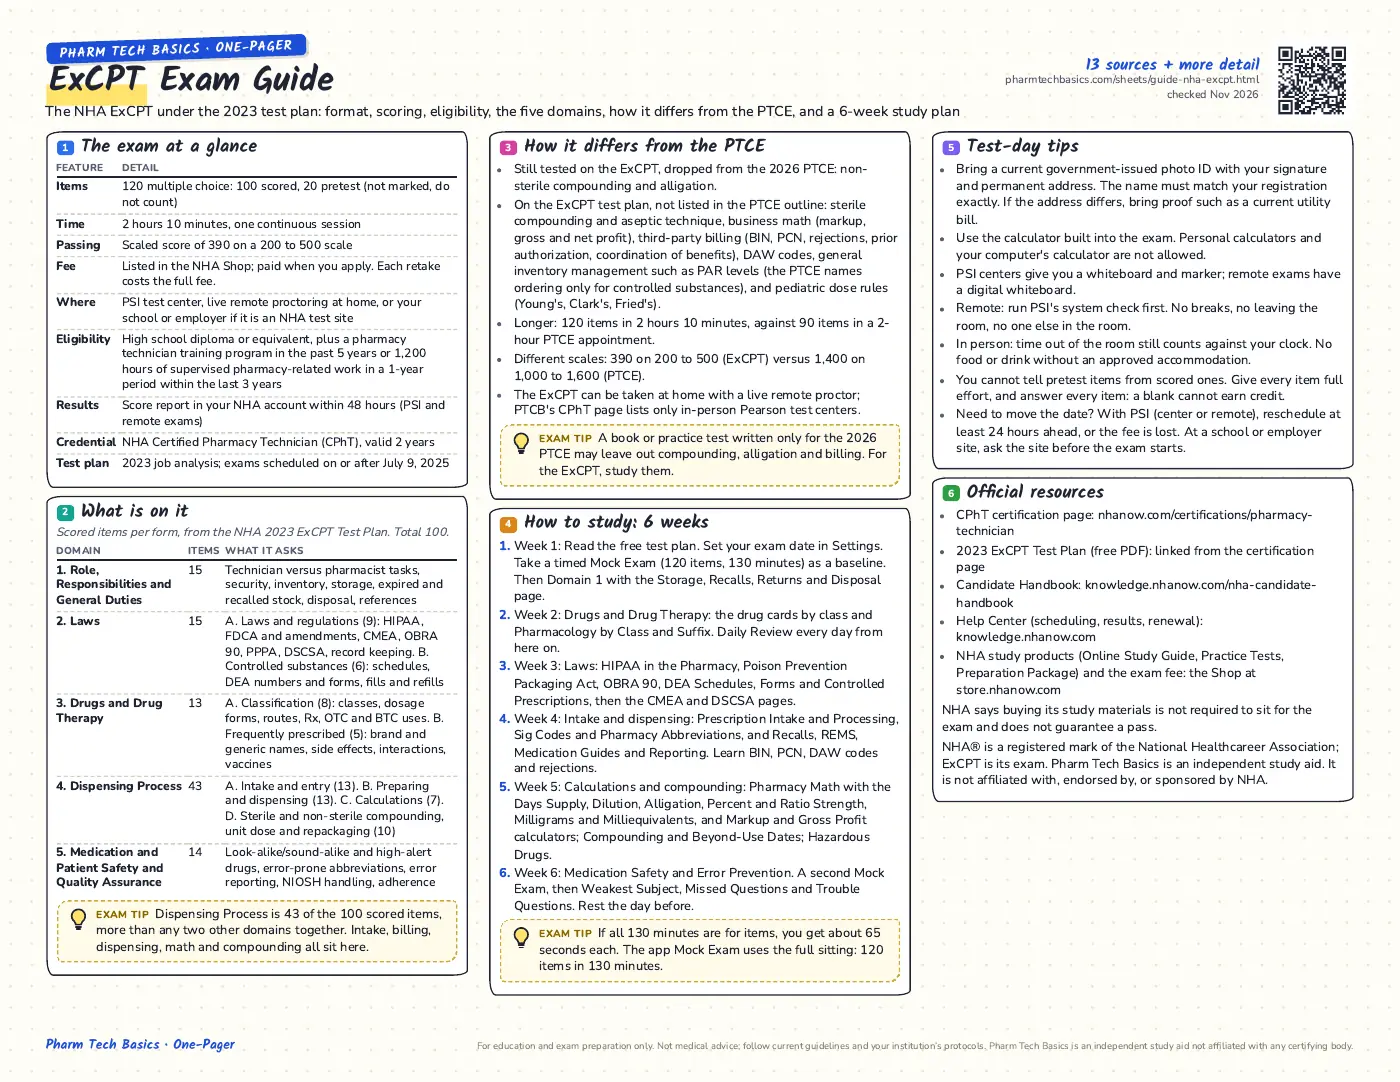 PHARM TECH BASICS · ONE-PAGER
ExCPT Exam Guide
The NHA ExCPT under the 2023 test plan: format, scoring, eligibility, the five domains, how it differs from the PTCE, and a 6-week study plan
13 sources + more detail
pharmtechbasics.com/sheets/guide-nha-excpt.html
checked Nov 2026
1 The exam at a glance
FEATURE DETAIL
Items 120 multiple choice: 100 scored, 20 pretest (not marked, do
not count)
Time 2 hours 10 minutes, one continuous session
Passing Scaled score of 390 on a 200 to 500 scale
Fee Listed in the NHA Shop; paid when you apply. Each retake
costs the full fee.
Where PSI test center, live remote proctoring at home, or your
school or employer if it is an NHA test site
Eligibility High school diploma or equivalent, plus a pharmacy
technician training program in the past 5 years or 1,200
hours of supervised pharmacy-related work in a 1-year
period within the last 3 years
Results Score report in your NHA account within 48 hours (PSI and
remote exams)
Credential NHA Certified Pharmacy Technician (CPhT), valid 2 years
Test plan 2023 job analysis; exams scheduled on or after July 9, 2025
2 What is on it
Scored items per form, from the NHA 2023 ExCPT Test Plan. Total 100.
DOMAIN ITEMS WHAT IT ASKS
1. Role, 15 Technician versus pharmacist tasks,
Responsibilities and security, inventory, storage, expired and
General Duties recalled stock, disposal, references
2. Laws 15 A. Laws and regulations (9): HIPAA,
FDCA and amendments, CMEA, OBRA
90, PPPA, DSCSA, record keeping. B.
Controlled substances (6): schedules,
DEA numbers and forms, fills and refills
3. Drugs and Drug 13 A. Classification (8): classes, dosage
Therapy forms, routes, Rx, OTC and BTC uses. B.
Frequently prescribed (5): brand and
generic names, side effects, interactions,
vaccines
4. Dispensing Process 43 A. Intake and entry (13). B. Preparing
and dispensing (13). C. Calculations (7).
D. Sterile and non-sterile compounding,
unit dose and repackaging (10)
5. Medication and 14 Look-alike/sound-alike and high-alert
Patient Safety and drugs, error-prone abbreviations, error
Quality Assurance reporting, NIOSH handling, adherence
EXAM TIP Dispensing Process is 43 of the 100 scored items,
more than any two other domains together. Intake, billing,
dispensing, math and compounding all sit here.
3 How it differs from the PTCE
• Still tested on the ExCPT, dropped from the 2026 PTCE: non-
sterile compounding and alligation.
• On the ExCPT test plan, not listed in the PTCE outline: sterile
compounding and aseptic technique, business math (markup,
gross and net profit), third-party billing (BIN, PCN, rejections, prior
authorization, coordination of benefits), DAW codes, general
inventory management such as PAR levels (the PTCE names
ordering only for controlled substances), and pediatric dose rules
(Young's, Clark's, Fried's).
• Longer: 120 items in 2 hours 10 minutes, against 90 items in a 2-
hour PTCE appointment.
• Different scales: 390 on 200 to 500 (ExCPT) versus 1,400 on
1,000 to 1,600 (PTCE).
• The ExCPT can be taken at home with a live remote proctor;
PTCB's CPhT page lists only in-person Pearson test centers.
EXAM TIP A book or practice test written only for the 2026
PTCE may leave out compounding, alligation and billing. For
the ExCPT, study them.
4 How to study: 6 weeks
1. Week 1: Read the free test plan. Set your exam date in Settings.
Take a timed Mock Exam (120 items, 130 minutes) as a baseline.
Then Domain 1 with the Storage, Recalls, Returns and Disposal
page.
2. Week 2: Drugs and Drug Therapy: the drug cards by class and
Pharmacology by Class and Suffix. Daily Review every day from
here on.
3. Week 3: Laws: HIPAA in the Pharmacy, Poison Prevention
Packaging Act, OBRA 90, DEA Schedules, Forms and Controlled
Prescriptions, then the CMEA and DSCSA pages.
4. Week 4: Intake and dispensing: Prescription Intake and Processing,
Sig Codes and Pharmacy Abbreviations, and Recalls, REMS,
Medication Guides and Reporting. Learn BIN, PCN, DAW codes
and rejections.
5. Week 5: Calculations and compounding: Pharmacy Math with the
Days Supply, Dilution, Alligation, Percent and Ratio Strength,
Milligrams and Milliequivalents, and Markup and Gross Profit
calculators; Compounding and Beyond-Use Dates; Hazardous
Drugs.
6. Week 6: Medication Safety and Error Prevention. A second Mock
Exam, then Weakest Subject, Missed Questions and Trouble
Questions. Rest the day before.
EXAM TIP If all 130 minutes are for items, you get about 65
seconds each. The app Mock Exam uses the full sitting: 120
items in 130 minutes.
5 Test-day tips
• Bring a current government-issued photo ID with your signature
and permanent address. The name must match your registration
exactly. If the address differs, bring proof such as a current utility
bill.
• Use the calculator built into the exam. Personal calculators and
your computer's calculator are not allowed.
• PSI centers give you a whiteboard and marker; remote exams have
a digital whiteboard.
• Remote: run PSI's system check first. No breaks, no leaving the
room, no one else in the room.
• In person: time out of the room still counts against your clock. No
food or drink without an approved accommodation.
• You cannot tell pretest items from scored ones. Give every item full
effort, and answer every item: a blank cannot earn credit.
• Need to move the date? With PSI (center or remote), reschedule at
least 24 hours ahead, or the fee is lost. At a school or employer
site, ask the site before the exam starts.
6 Official resources
• CPhT certification page: nhanow.com/certifications/pharmacy-
technician
• 2023 ExCPT Test Plan (free PDF): linked from the certification
page
• Candidate Handbook: knowledge.nhanow.com/nha-candidate-
handbook
• Help Center (scheduling, results, renewal):
knowledge.nhanow.com
• NHA study products (Online Study Guide, Practice Tests,
Preparation Package) and the exam fee: the Shop at
store.nhanow.com
NHA says buying its study materials is not required to sit for the
exam and does not guarantee a pass.
NHA® is a registered mark of the National Healthcareer Association;
ExCPT is its exam. Pharm Tech Basics is an independent study aid. It
is not affiliated with, endorsed by, or sponsored by NHA.
Pharm Tech Basics · One-Pager
For education and exam preparation only. Not medical advice; follow current guidelines and your institution's protocols. Pharm Tech Basics is an independent study aid not affiliated with any certifying body.